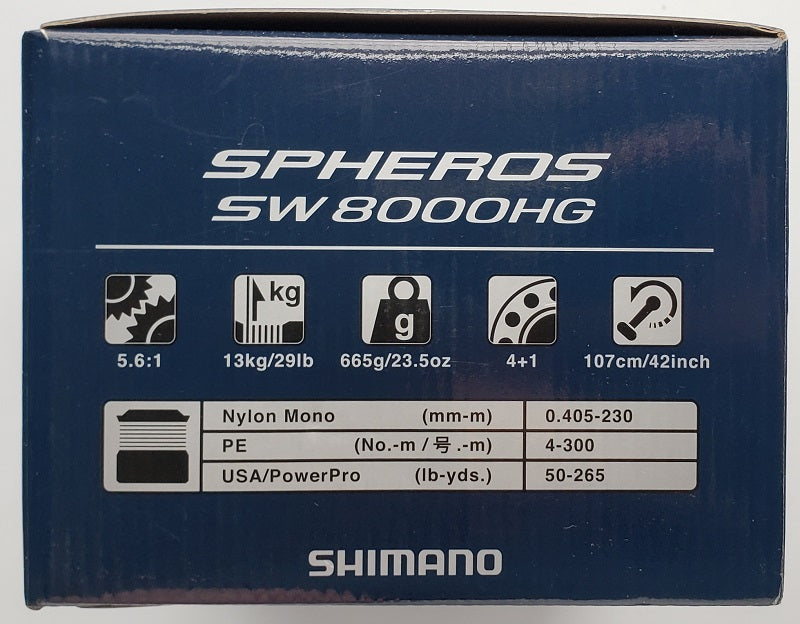 SPHEROS
SW 8000HG
kg
g
5.6:1 13kg/29lb 665g/23.5oz 4+1 107cm/42inch
Nylon Mono (mm-m) 0.405-230
PE (No.-m / 号.-m) 4-300
USA/PowerPro (lb-yds.) 50-265
SHIMANO